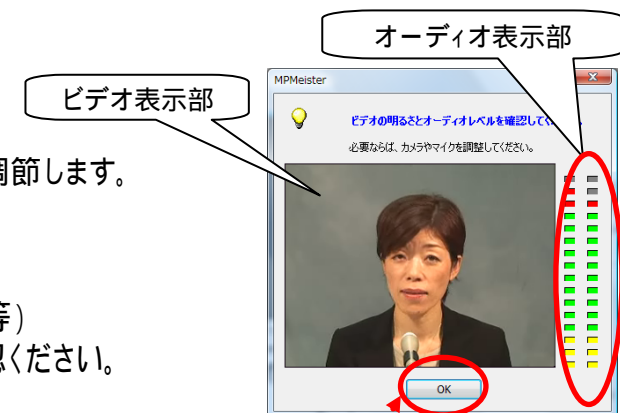 オーディオ表示部
MPMeister
ビデオ表示部
ビデオの明るさとオーディオレベルを確認して
必要ならば、カメラやマイクを調整してください。
調節します。
等)
認ください。
OK